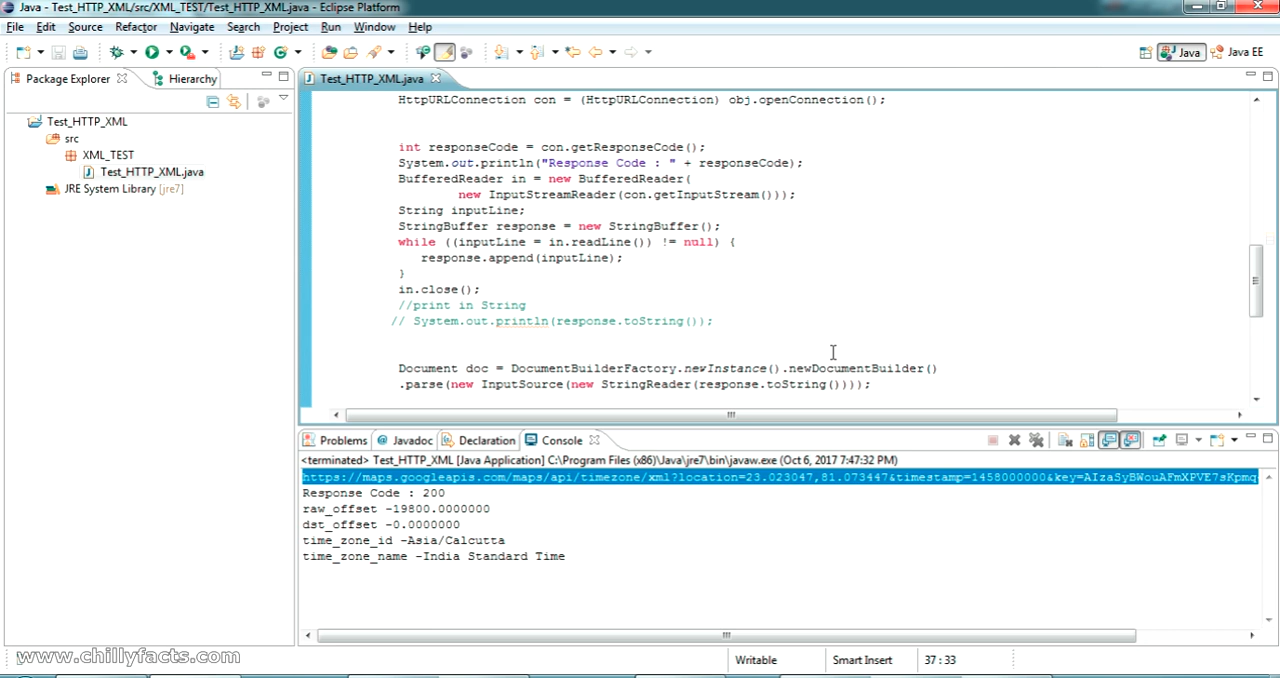 Java - Test_HTTP_XML/src/XML_TEST/Test_HTTP_XML.java - Eclipse Platform
File Edit Source Refactor Navigate Search Project Run Window Help
Java Java EE
Package Explorer Hierarchy
Test_HTTP_XML
src
XML_TEST
Test_HTTP_XML.java
JRE System Library [jre7]
Test_HTTP_XML.java
HttpURLConnection con = (HttpURLConnection) obj.openConnection();
int responseCode = con.getResponseCode();
System.out.println("Response Code : " + responseCode);
BufferedReader in = new BufferedReader(
new InputStreamReader(con.getInputStream()));
String inputLine;
StringBuffer response = new StringBuffer();
while ((inputLine = in.readLine()) != null) {
response.append(inputLine);
}
in.close();
//print in String
// System.out.println(response.toString());
Document doc = DocumentBuilderFactory.newInstance().newDocumentBuilder()
.parse(new InputSource(new StringReader(response.toString())));
Problems @ Javadoc Declaration Console
<terminated> Test_HTTP_XML [Java Application] C:\Program Files (x86)\Java\jre7\bin\javaw.exe (Oct 6, 2017 7:47:32 PM)
https://maps.googleapis.com/maps/api/timezone/xml?location=23.023047,81.073447&timestamp=1458000000&key=AIzaSyBWouAFmXPVE7sKpmq
Response Code : 200
raw_offset -19800.0000000
dst_offset -0.0000000
time_zone_id -Asia/Calcutta
time_zone_name -India Standard Time
www.chillyfacts.com
Writable Smart Insert 37 : 33